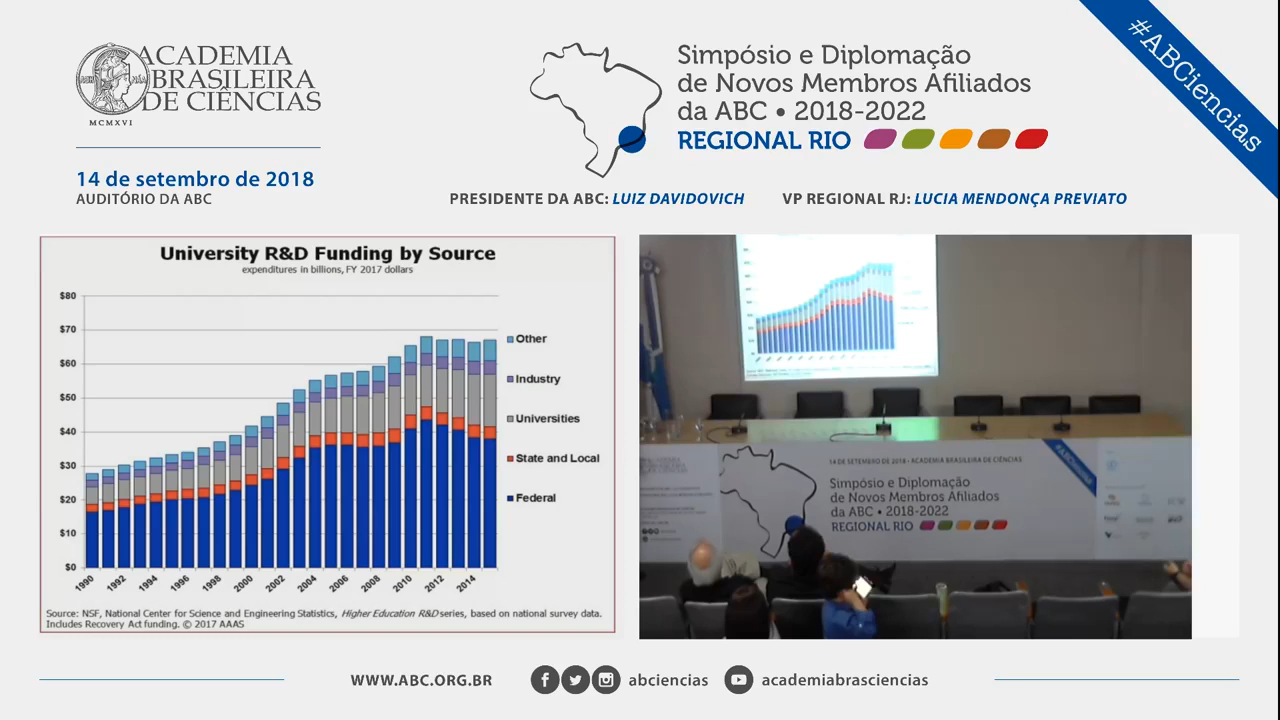 ACADEMIA
BRASILEIRA
DE CIÊNCIAS
MCMXVI
14 de setembro de 2018
AUDITÓRIO DA ABC
Simpósio e Diplomação
de Novos Membros Afiliados
da ABC • 2018-2022
REGIONAL RIO
#ABCiencias
PRESIDENTE DA ABC: LUIZ DAVIDOVICH VP REGIONAL RJ: LUCIA MENDONÇA PREVIATO
University R&D Funding by Source
expenditures in billions, FY 2017 dollars
$80
$70
$60
$50
$40
$30
$20
$10
$0
1990 1992 1994 1996 1998 2000 2002 2004 2006 2008 2010 2012 2014
Other
Industry
Universities
State and Local
Federal
Source: NSF, National Center for Science and Engineering Statistics, Higher Education R&D series, based on national survey data.
Includes Recovery Act funding. © 2017 AAAS
14 DE SETEMBRO DE 2018 • ACADEMIA BRASILEIRA DE CIÊNCIAS
Simpósio e Diplomação
de Novos Membros Afiliados
da ABC • 2018-2022
REGIONAL RIO
#ABCiencias
WWW.ABC.ORG.BR abciencias academiabrasciencias